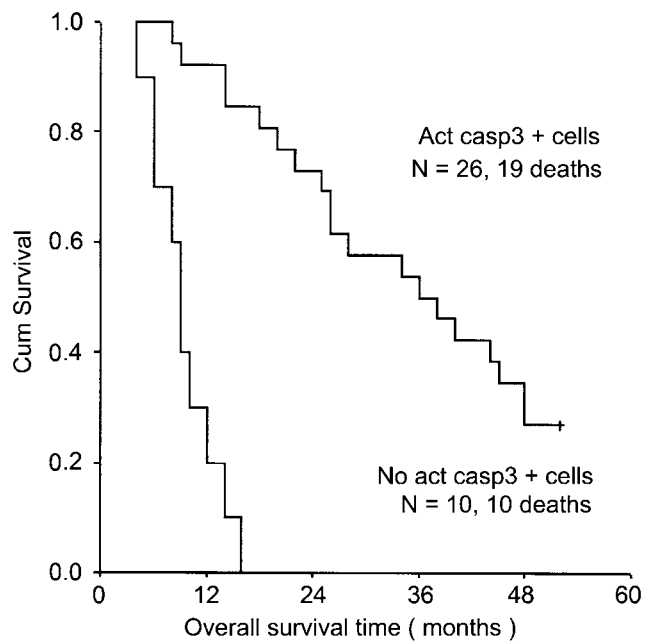 1.0
Act casp3 + cells
N = 26, 19 deaths
0.8
0.6
Cum Survival
0.4
0.2
No act casp3 + cells
N = 10, 10 deaths
0.0
0 12 24 36 48 60
Overall survival time ( months )